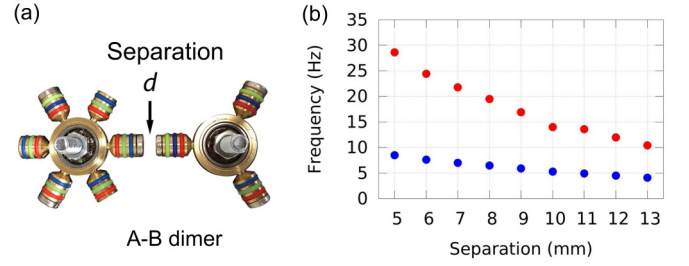 (a)
Separation
d
A-B dimer
(b)
Frequency (Hz)
35
30
25
20
15
10
5
0
5 6 7 8 9 10 11 12 13
Separation (mm)